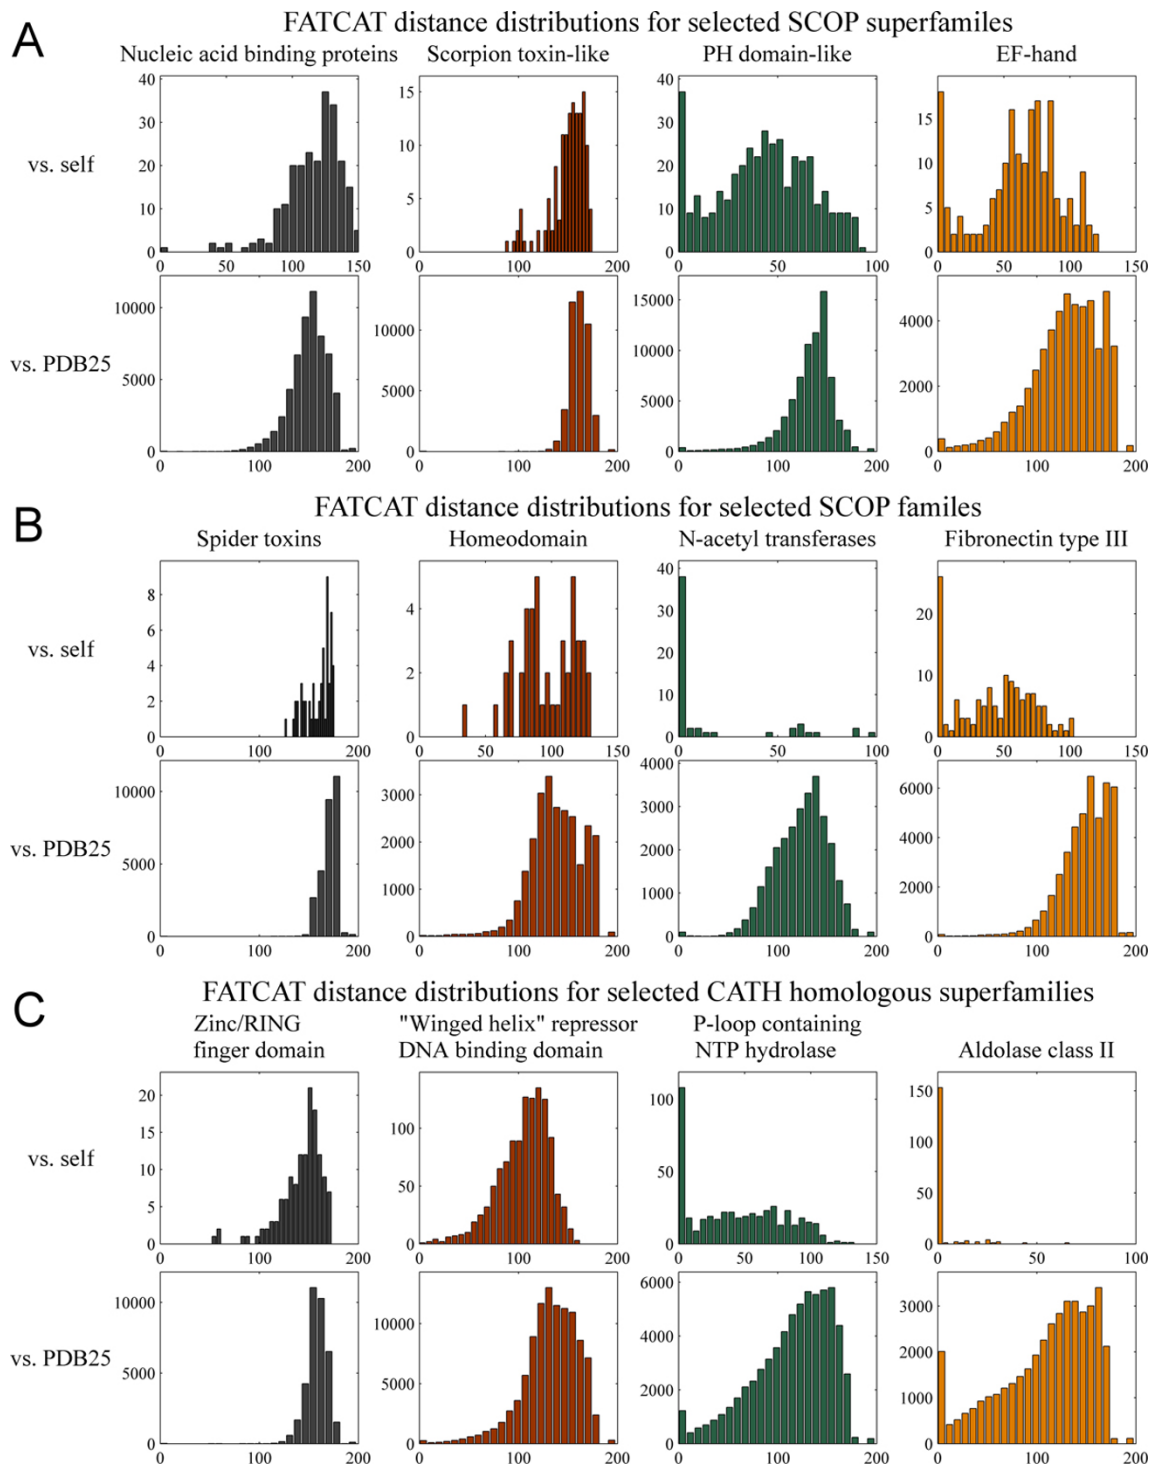 A
FATCAT distance distributions for selected SCOP superfamilies
Nucleic acid binding proteins Scorpion toxin-like PH domain-like EF-hand
vs. self
40 30 20 10 0
0 50 100 150
15 10 5 0
0 100 200
40 30 20 10 0
0 50 100
15 10 5 0
0 50 100 150
vs. PDB25
10000 5000 0
0 100 200
10000 5000 0
0 100 200
15000 10000 5000 0
0 100 200
4000 2000 0
0 100 200
B
FATCAT distance distributions for selected SCOP familes
Spider toxins Homeodomain N-acetyl transferases Fibronectin type III
vs. self
8 6 4 2 0
0 100 200
4 2 0
0 50 100 150
40 30 20 10 0
0 50 100
20 10 0
0 50 100 150
vs. PDB25
10000 5000 0
0 100 200
3000 2000 1000 0
0 100 200
4000 3000 2000 1000 0
0 100 200
6000 4000 2000 0
0 100 200
C
FATCAT distance distributions for selected CATH homologous superfamilies
Zinc/RING
finger domain
"Winged helix" repressor
DNA binding domain
P-loop containing
NTP hydrolase
Aldolase class II
vs. self
20 15 10 5 0
0 100 200
100 50 0
0 100 200
100 50 0
0 50 100 150
150 100 50 0
0 50 100
vs. PDB25
10000 5000 0
0 100 200
10000 5000 0
0 100 200
6000 4000 2000 0
0 100 200
3000 2000 1000 0
0 100 200